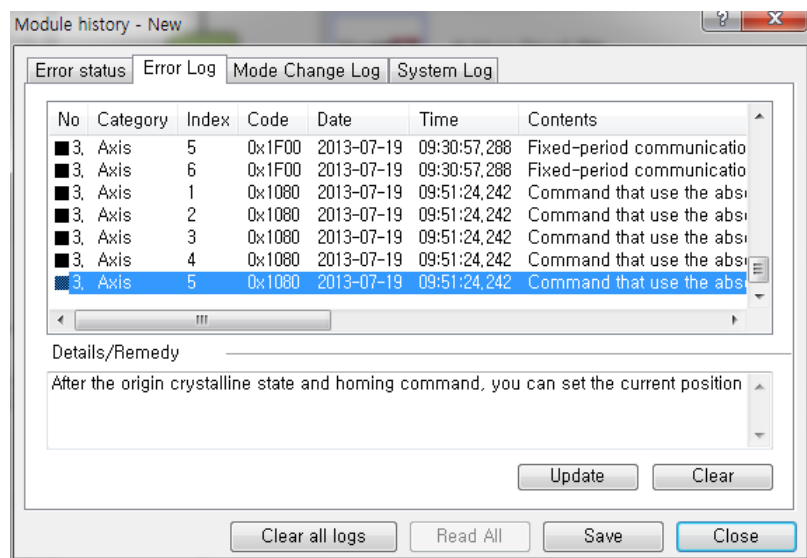 Module history - New
Error status Error Log Mode Change Log System Log
No Category Index Code Date Time Contents
3, Axis 5 0x1F00 2013-07-19 09:30:57,288 Fixed-period communicatio
3, Axis 6 0x1F00 2013-07-19 09:30:57,288 Fixed-period communicatio
3, Axis 1 0x1080 2013-07-19 09:51:24,242 Command that use the abs
3, Axis 2 0x1080 2013-07-19 09:51:24,242 Command that use the abs
3, Axis 3 0x1080 2013-07-19 09:51:24,242 Command that use the abs
3, Axis 4 0x1080 2013-07-19 09:51:24,242 Command that use the abs
3, Axis 5 0x1080 2013-07-19 09:51:24,242 Command that use the abs
Details/Remedy
After the origin crystalline state and homing command, you can set the current position
Update Clear
Clear all logs Read All Save Close